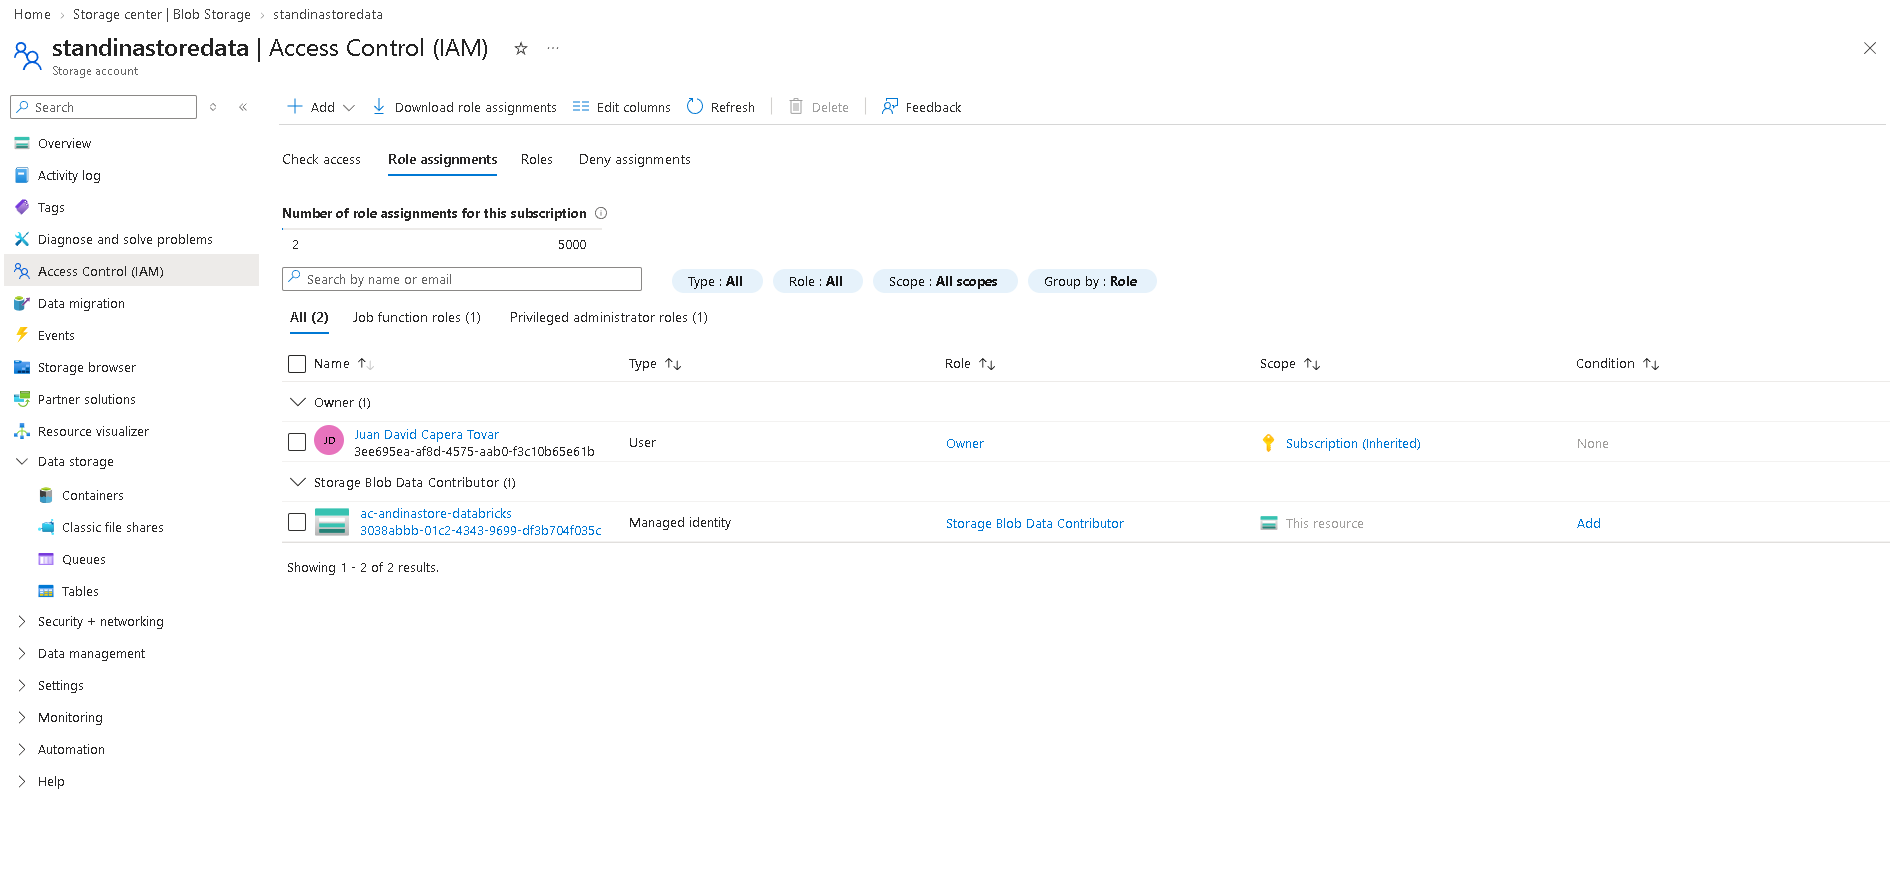 Home > Storage center | Blob Storage > standinastoredata
standinastoredata | Access Control (IAM)
Storage account
Search
Overview
Activity log
Tags
Diagnose and solve problems
Access Control (IAM)
Data migration
Events
Storage browser
Partner solutions
Resource visualizer
Data storage
Containers
Classic file shares
Queues
Tables
Security + networking
Data management
Settings
Monitoring
Automation
Help
Add Download role assignments Edit columns Refresh Delete Feedback
Check access Role assignments Roles Deny assignments
Number of role assignments for this subscription
2 5000
Search by name or email Type : All Role : All Scope : All scopes Group by : Role
All (2) Job function roles (1) Privileged administrator roles (1)
Name Type Role Scope Condition
Owner (1)
JD Juan David Capera Tovar User Owner Subscription (Inherited) None
3ee695ea-af8d-4575-aab0-f3c10b65e61b
Storage Blob Data Contributor (1)
ac-andinastore-databricks Managed identity Storage Blob Data Contributor This resource Add
3038abbb-01c2-4343-9699-df3b704f035c
Showing 1 - 2 of 2 results.